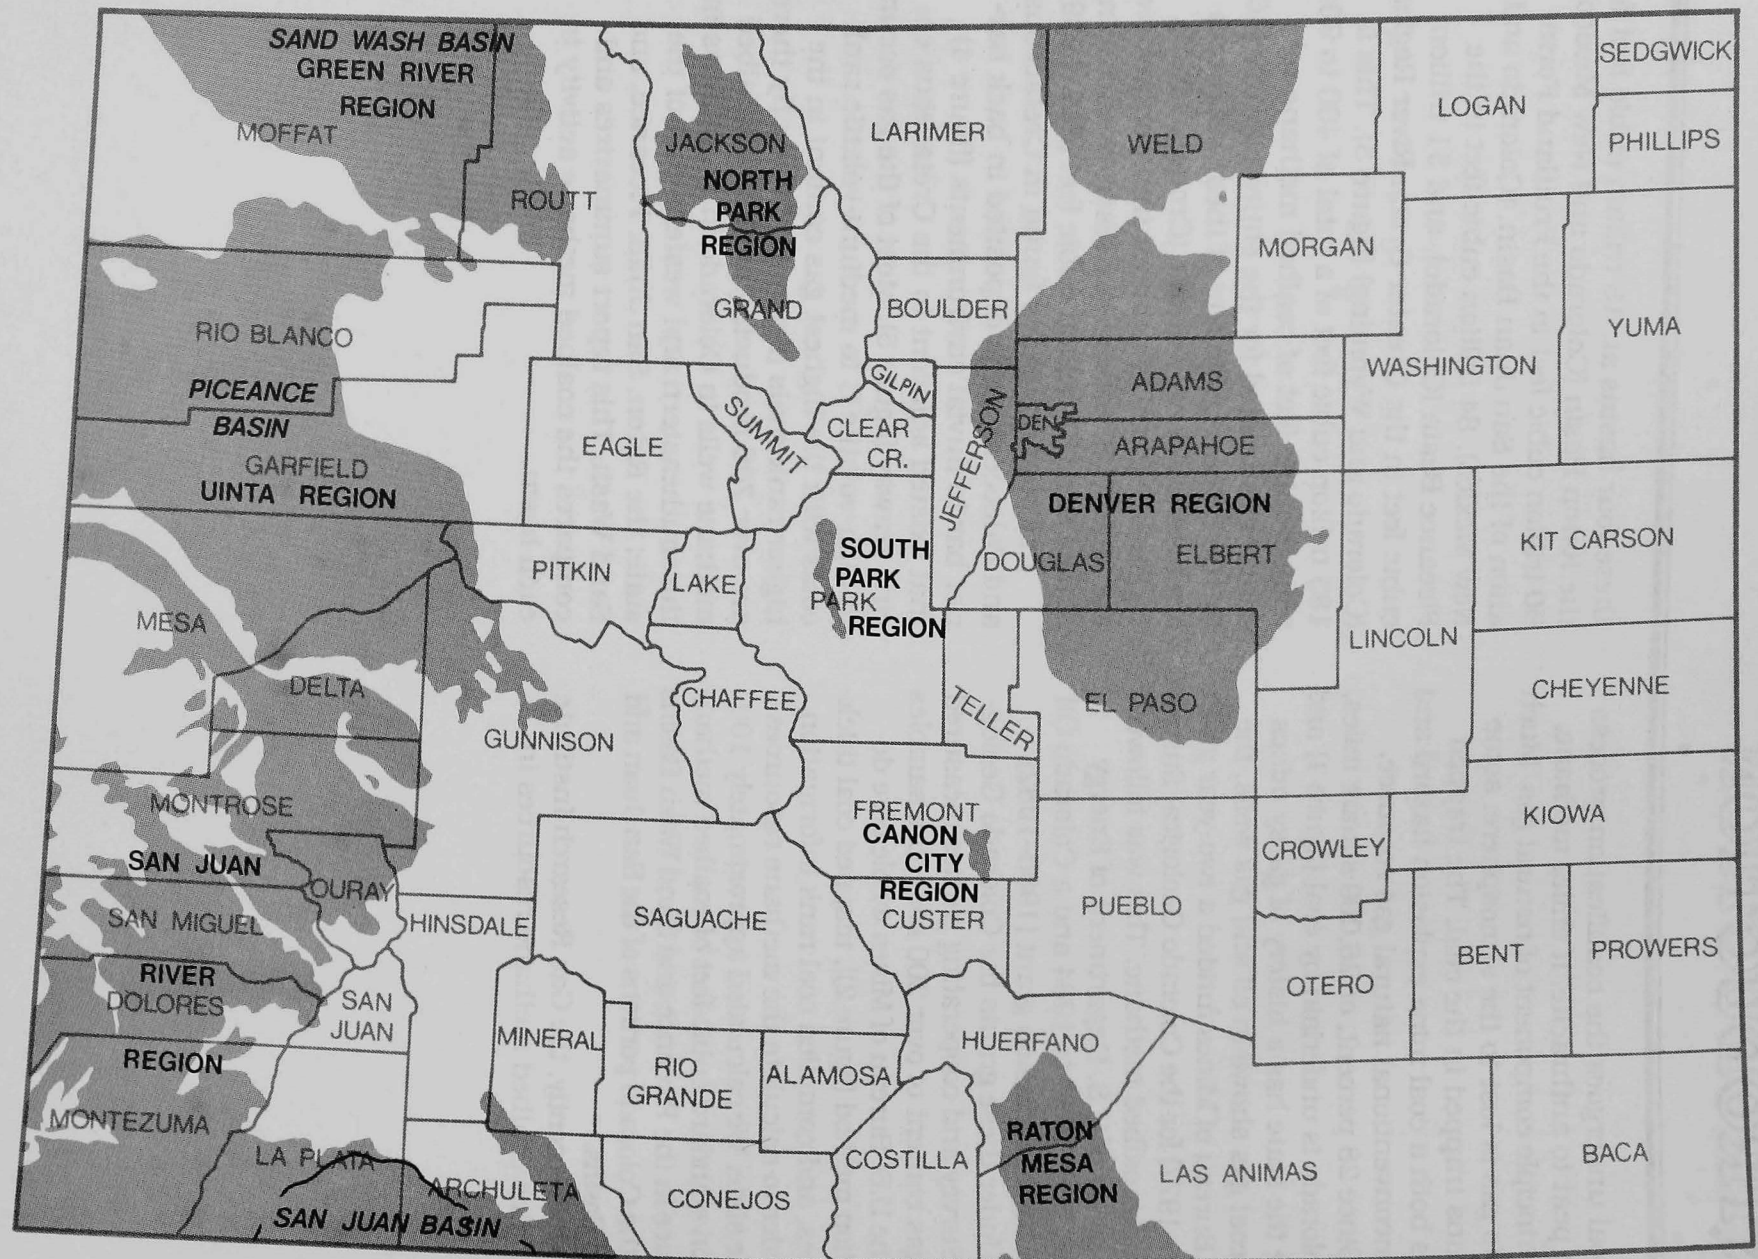 SAND WASH BASIN
GREEN RIVER
REGION
MOFFAT
ROUTT
JACKSON
NORTH
PARK
REGION
GRAND
LARIMER
WELD
LOGAN
SEDGWICK
PHILLIPS
MORGAN
BOULDER
RIO BLANCO
PICEANCE
BASIN
GARFIELD
UINTA REGION
EAGLE
SUMMIT
GILPIN
CLEAR
CR.
JEFFERSON
DEN.
ADAMS
ARAPAHOE
WASHINGTON
YUMA
DENVER REGION
DOUGLAS
ELBERT
KIT CARSON
PITKIN
LAKE
SOUTH
PARK
PARK
REGION
MESA
DELTA
GUNNISON
CHAFFEE
TELLER
EL PASO
LINCOLN
CHEYENNE
MONTROSE
SAN JUAN
OURAY
SAN MIGUEL
RIVER
DOLORES
REGION
MONTEZUMA
HINSDALE
SAGUACHE
FREMONT
CANON
CITY
REGION
CUSTER
PUEBLO
CROWLEY
KIOWA
OTERO
BENT
PROWERS
SAN
JUAN
MINERAL
RIO
GRANDE
ALAMOSA
HUERFANO
LA PLATA
ARCHULETA
SAN JUAN BASIN
CONEJOS
COSTILLA
RATON
MESA
REGION
LAS ANIMAS
BACA